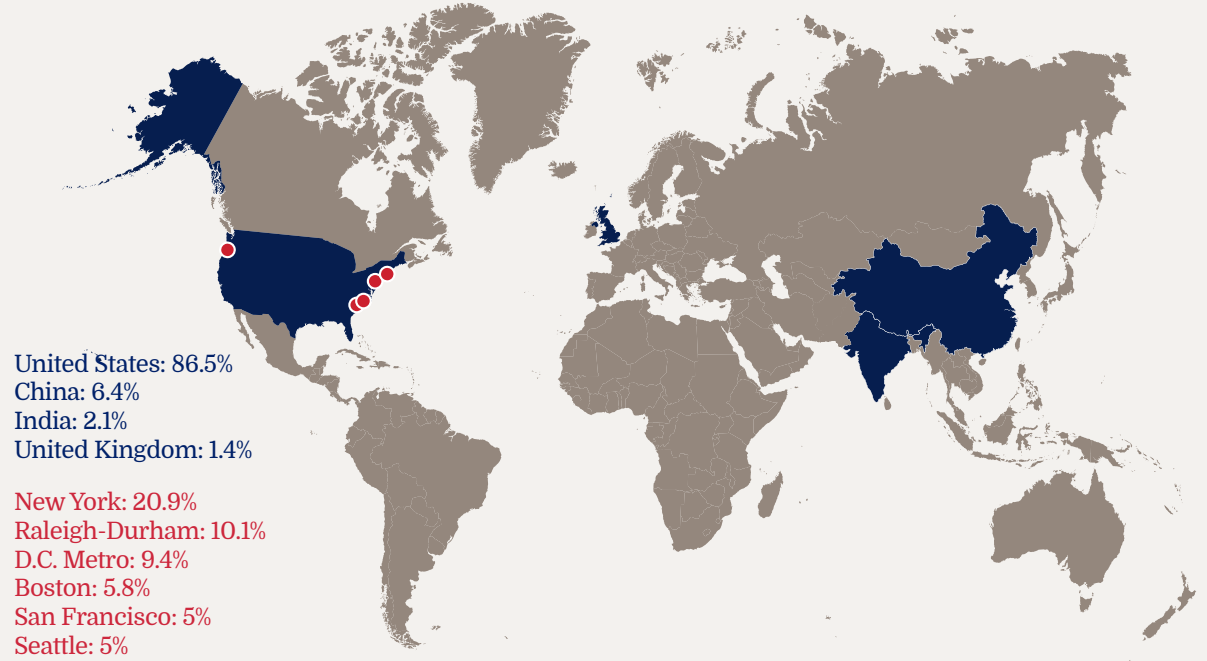 United States: 86.5%
China: 6.4%
India: 2.1%
United Kingdom: 1.4%
New York: 20.9%
Raleigh-Durham: 10.1%
D.C. Metro: 9.4%
Boston: 5.8%
San Francisco: 5%
Seattle: 5%